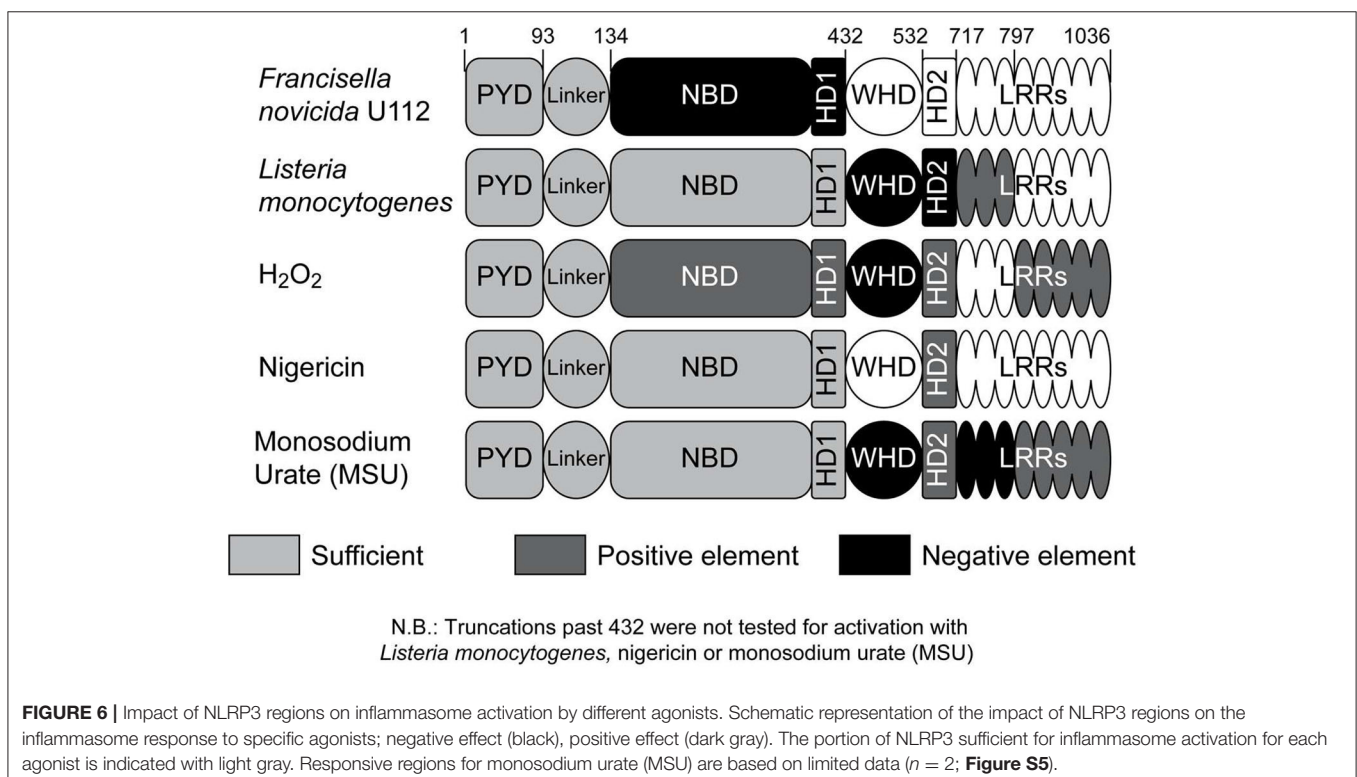 1 93 134 432 532 717 797 1036
Francisella
novicida U112
PYD Linker NBD HD1 WHD HD2 LRRs
Listeria
monocytogenes
PYD Linker NBD HD1 WHD HD2 LRRs
H₂O₂
PYD Linker NBD HD1 WHD HD2 LRRs
Nigericin
PYD Linker NBD HD1 WHD HD2 LRRs
Monosodium
Urate (MSU)
PYD Linker NBD HD1 WHD HD2 LRRs
Sufficient Positive element Negative element
N.B.: Truncations past 432 were not tested for activation with
Listeria monocytogenes, nigericin or monosodium urate (MSU)
FIGURE 6 | Impact of NLRP3 regions on inflammasome activation by different agonists. Schematic representation of the impact of NLRP3 regions on the
inflammasome response to specific agonists; negative effect (black), positive effect (dark gray). The portion of NLRP3 sufficient for inflammasome activation for each
agonist is indicated with light gray. Responsive regions for monosodium urate (MSU) are based on limited data (n = 2; Figure S5).